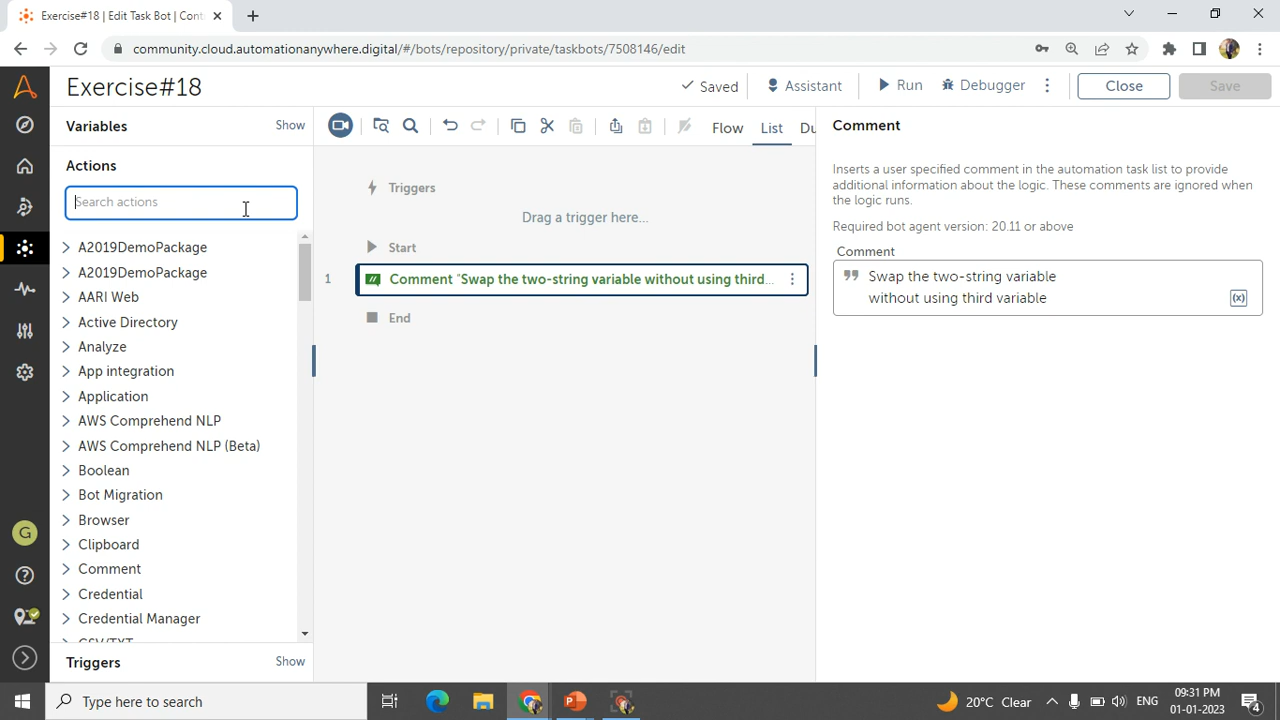 Exercise#18 | Edit Task Bot | Cont
community.cloud.automationanywhere.digital/#/bots/repository/private/taskbots/7508146/edit
Exercise#18
Saved
Assistant
Run
Debugger
Close
Save
Variables
Show
Flow
List
Du
Comment
Actions
Search actions
Inserts a user specified comment in the automation task list to provide
additional information about the logic. These comments are ignored when
the logic runs.
Required bot agent version: 20.11 or above
Comment
Swap the two-string variable
without using third variable
(x)
Triggers
Drag a trigger here...
Start
1
Comment "Swap the two-string variable without using third...
End
A2019DemoPackage
A2019DemoPackage
AARI Web
Active Directory
Analyze
App integration
Application
AWS Comprehend NLP
AWS Comprehend NLP (Beta)
Boolean
Bot Migration
Browser
Clipboard
Comment
Credential
Credential Manager
CSV/TXT
G
Triggers
Show
Type here to search
20°C Clear
ENG
09:31 PM
01-01-2023
4